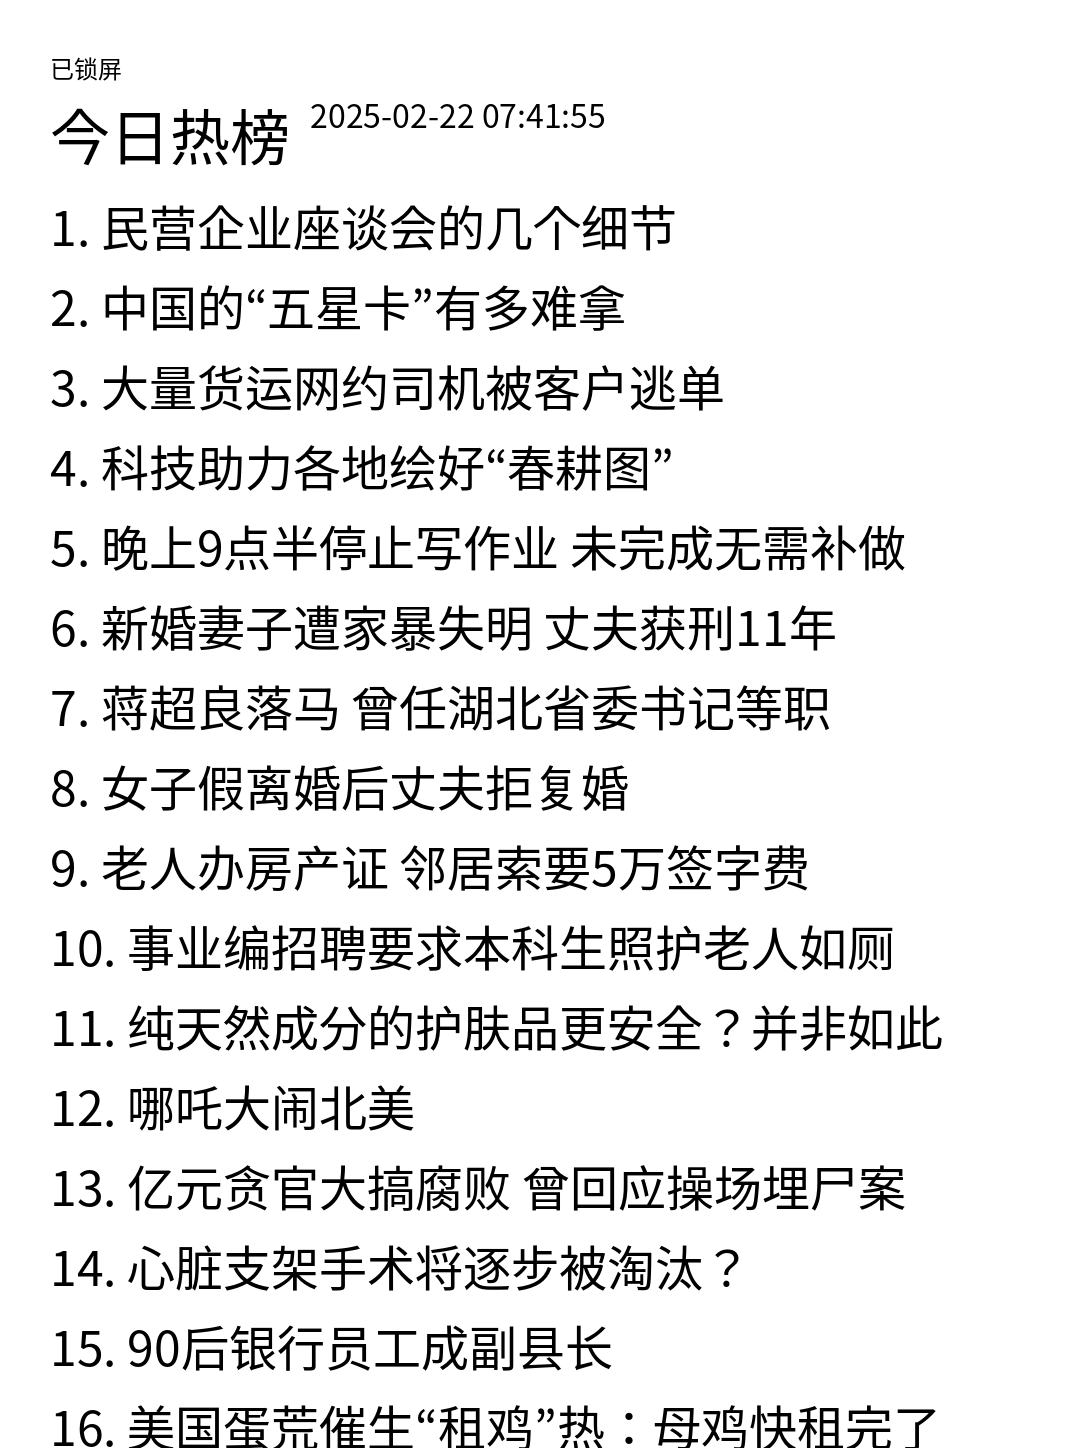 已锁屏
今日热榜 2025-02-22 07:41:55
1. 民营企业座谈会的几个细节
2. 中国的“五星卡”有多难拿
3. 大量货运网约司机被客户逃单
4. 科技助力各地绘好“春耕图”
5. 晚上9点半停止写作业 未完成无需补做
6. 新婚妻子遭家暴失明 丈夫获刑11年
7. 蒋超良落马 曾任湖北省委书记等职
8. 女子假离婚后丈夫拒复婚
9. 老人办房产证 邻居索要5万签字费
10. 事业编招聘要求本科生照护老人如厕
11. 纯天然成分的护肤品更安全？并非如此
12. 哪吒大闹北美
13. 亿元贪官大搞腐败 曾回应操场埋尸案
14. 心脏支架手术将逐步被淘汰？
15. 90后银行员工成副县长
16. 美国蛋荒催生“租鸡”热：母鸡快租完了